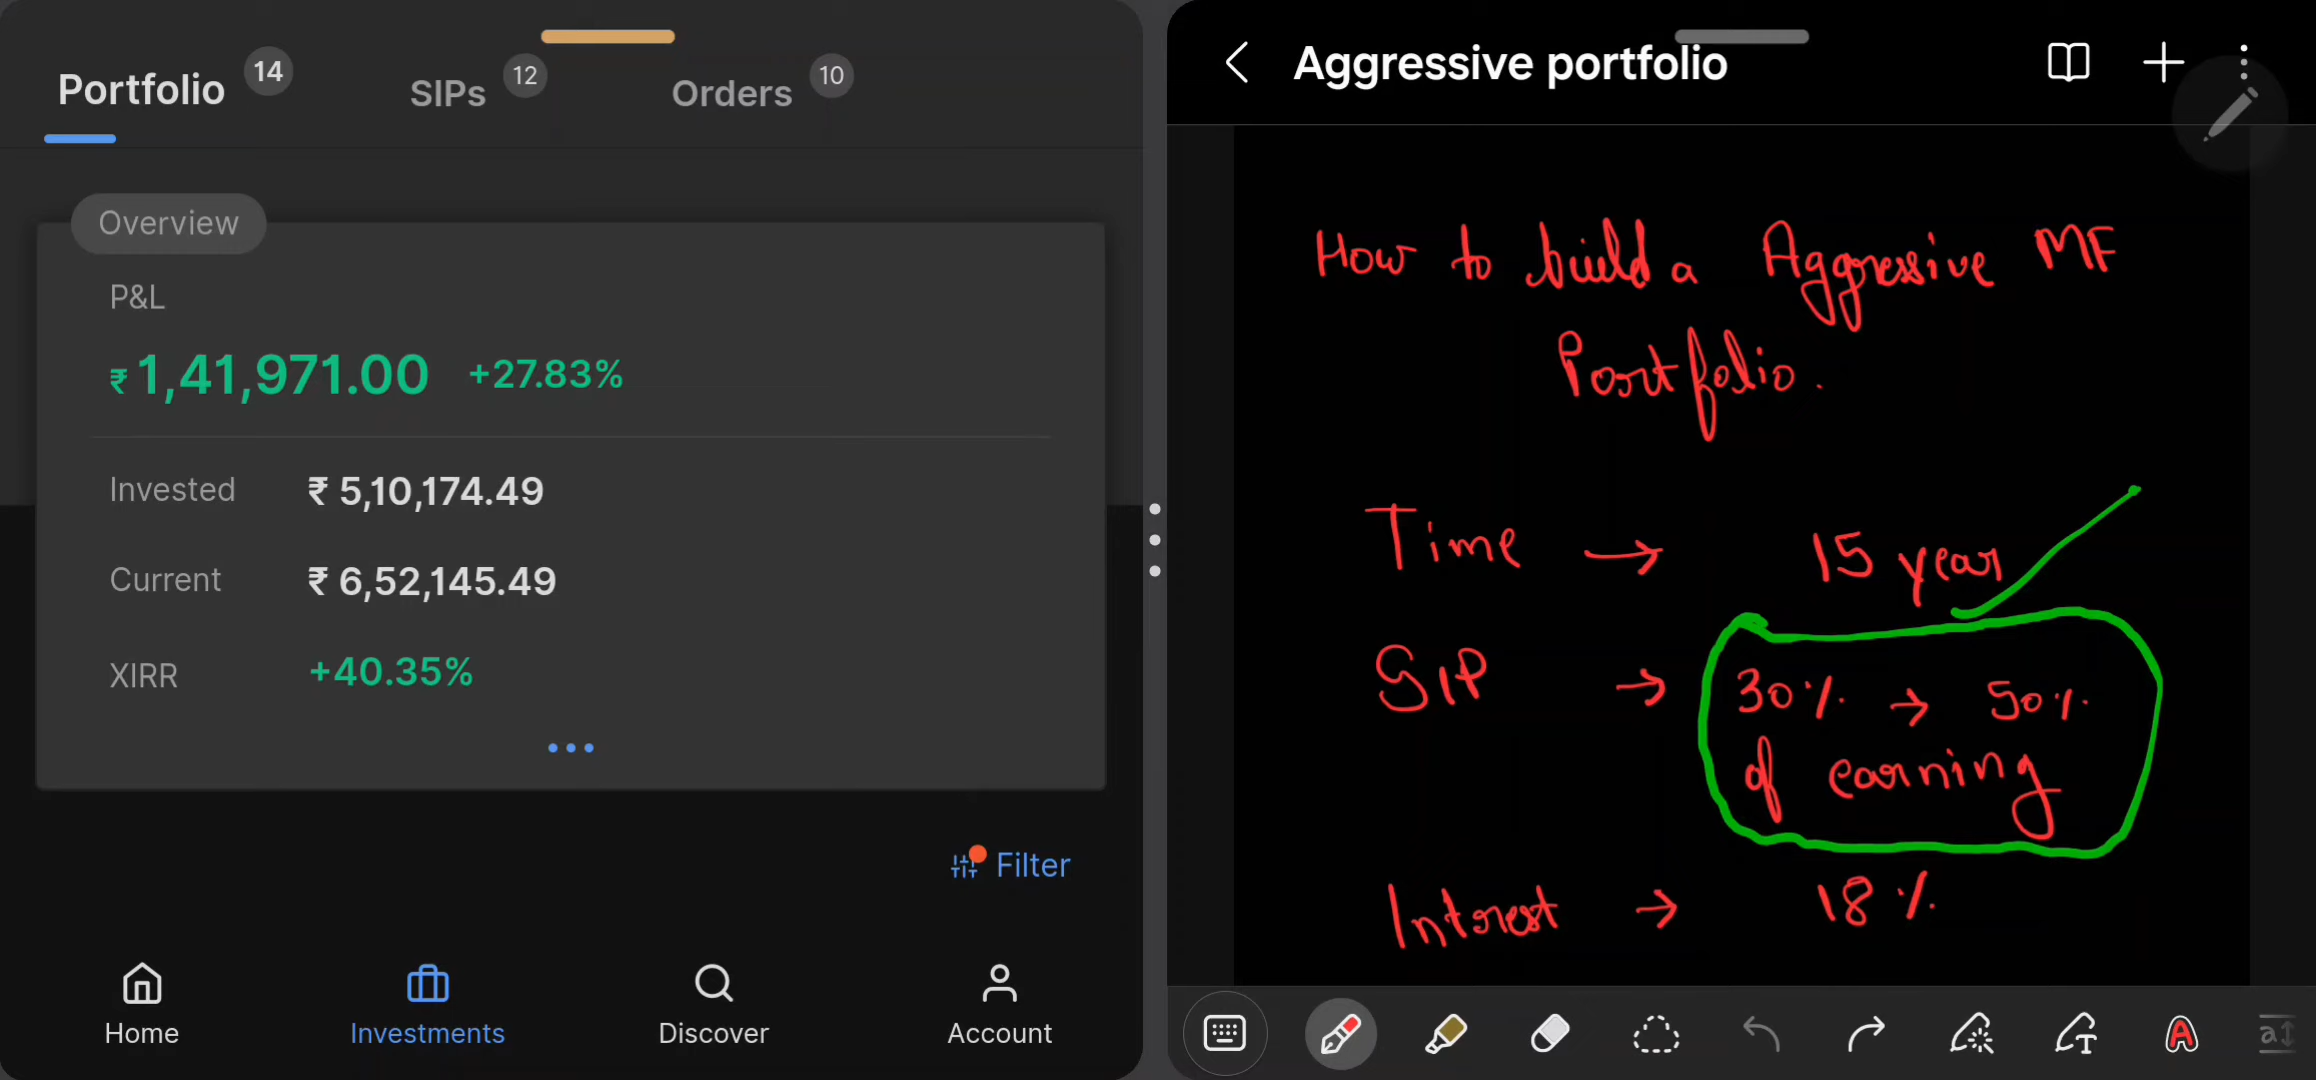 Portfolio 14
SIPs 12
Orders 10
Overview
P&L
₹ 1,41,971.00 +27.83%
Invested ₹ 5,10,174.49
Current ₹ 6,52,145.49
XIRR +40.35%
Filter
Home
Investments
Discover
Account
Aggressive portfolio
How to build a Aggressive MF
Portfolio.
Time → 15 year
SIP → 30% → 50%
of earning
Interest → 18%
T
A
a